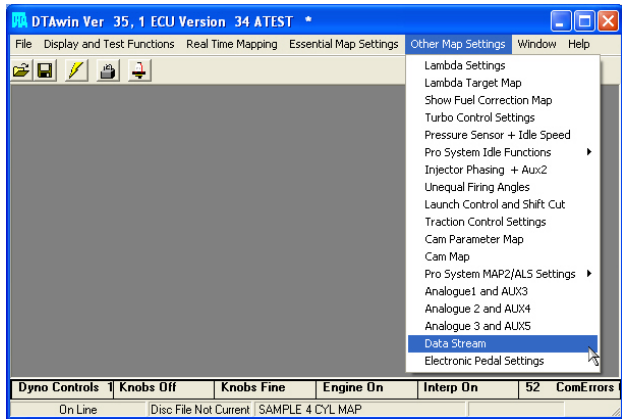 DTAwin Ver 35, 1 ECU Version 34 ATEST *
File Display and Test Functions Real Time Mapping Essential Map Settings Other Map Settings Window Help
Lambda Settings
Lambda Target Map
Show Fuel Correction Map
Turbo Control Settings
Pressure Sensor + Idle Speed
Pro System Idle Functions
Injector Phasing + Aux2
Unequal Firing Angles
Launch Control and Shift Cut
Traction Control Settings
Cam Parameter Map
Cam Map
Pro System MAP2/ALS Settings
Analogue1 and AUX3
Analogue 2 and AUX4
Analogue 3 and AUX5
Data Stream
Electronic Pedal Settings
Dyno Controls 1 Knobs Off Knobs Fine Engine On Interp On 52 ComErrors
On Line Disc File Not Current SAMPLE 4 CYL MAP